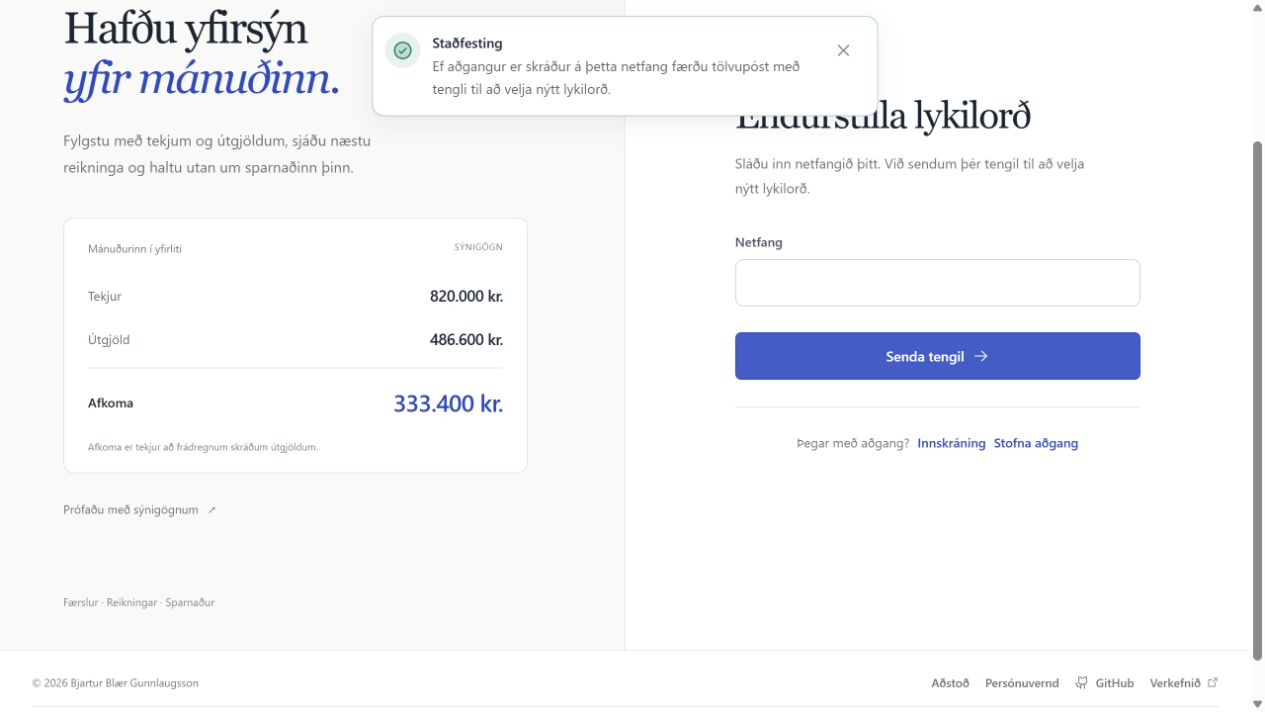 Hafðu yfirsýn
yfir mánuðinn.
Fylgstu með tekjum og útgjöldum, sjáðu næstu
reikninga og haltu utan um sparnaðinn þinn.
Mánuðurinn í yfirliti
SÝNIGÖGN
Tekjur
820.000 kr.
Útgjöld
486.600 kr.
Afkoma
333.400 kr.
Afkoma er tekjur að frádregnum skráðum útgjöldum.
Prófaðu með sýnigögnum ↗
Færslur · Reikningar · Sparnaður
Staðfesting
Ef aðgangur er skráður á þetta netfang færðu tölvupóst með
tengli til að velja nýtt lykilorð.
Endurstilla lykilorð
Sláðu inn netfangið þitt. Við sendum þér tengil til að velja
nýtt lykilorð.
Netfang
Senda tengil →
Þegar með aðgang? Innskráning Stofna aðgang
© 2026 Bjartur Blær Gunnlaugsson
Aðstoð Persónuvernd GitHub Verkefnið